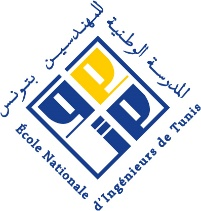 المدرسة الوطنية للمهندسين بتونس
École Nationale
d'Ingénieurs de Tunis